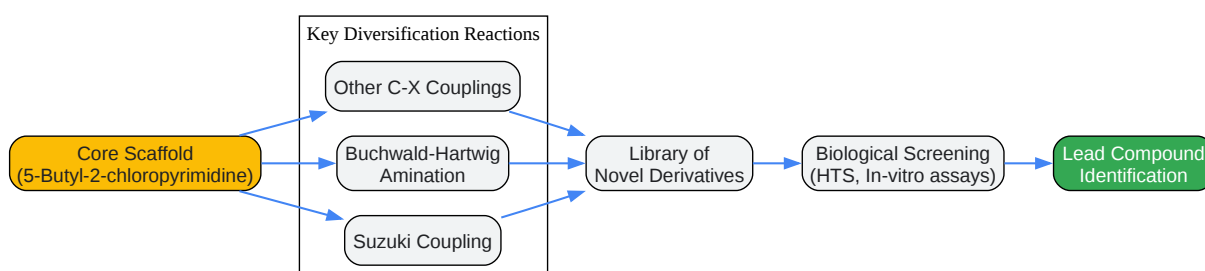 Key Diversification Reactions
Other C-X Couplings
Core Scaffold
(5-Butyl-2-chloropyrimidine)
Buchwald-Hartwig
Amination
Suzuki Coupling
Library of
Novel Derivatives
Biological Screening
(HTS, In-vitro assays)
Lead Compound
Identification